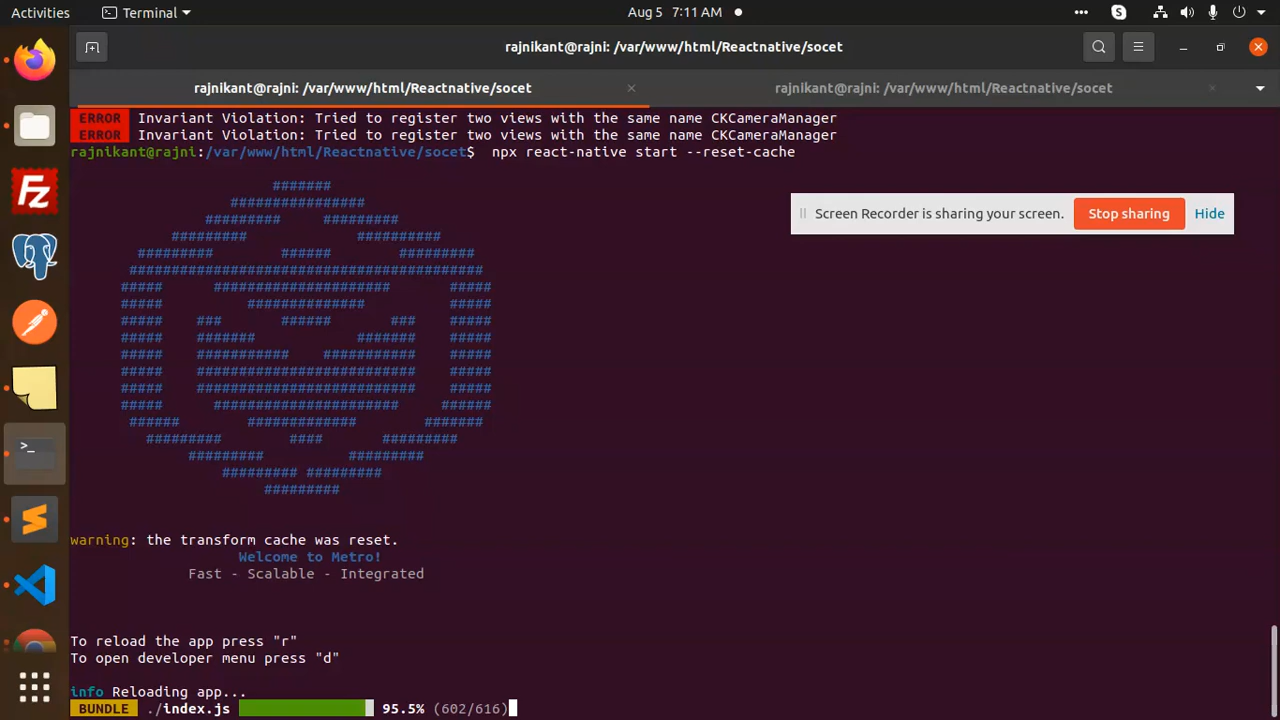 Activities
Terminal
Aug 5 7:11 AM
rajnikant@rajni: /var/www/html/Reactnative/socet
rajnikant@rajni: /var/www/html/Reactnative/socet
rajnikant@rajni: /var/www/html/Reactnative/socet
ERROR Invariant Violation: Tried to register two views with the same name CKCameraManager
ERROR Invariant Violation: Tried to register two views with the same name CKCameraManager
rajnikant@rajni:/var/www/html/Reactnative/socet$ npx react-native start --reset-cache
Screen Recorder is sharing your screen.
Stop sharing
Hide
warning: the transform cache was reset.
Welcome to Metro!
Fast - Scalable - Integrated
To reload the app press "r"
To open developer menu press "d"
info Reloading app...
BUNDLE ./index.js 95.5% (602/616)